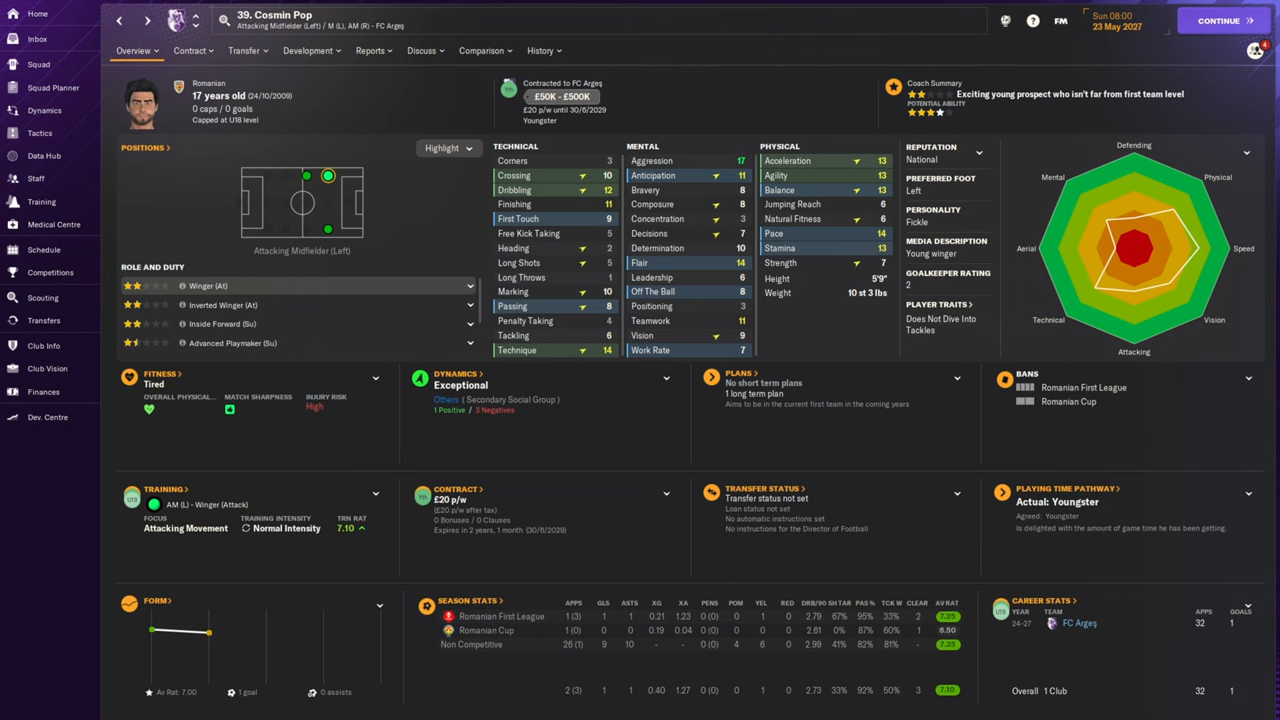 Home
Inbox
Squad
Squad Planner
Dynamics
Tactics
Data Hub
Staff
Training
Medical Centre
Schedule
Competitions
Scouting
Transfers
Club Info
Club Vision
Finances
Dev. Centre
39. Cosmin Pop
Attacking Midfielder (Left) / M (L), AM (R) - FC Argeş
FM
Sun 08:00
23 May 2027
CONTINUE
4
Overview
Contract
Transfer
Development
Reports
Discuss
Comparison
History
Romanian
17 years old (24/10/2009)
0 caps / 0 goals
Capped at U18 level
Yth
Contracted to FC Argeş
£50K - £500K
£20 p/w until 30/6/2029
Youngster
Coach Summary
Exciting young prospect who isn't far from first team level
POTENTIAL ABILITY
POSITIONS >
Highlight
Attacking Midfielder (Left)
ROLE AND DUTY
Winger (At)
Inverted Winger (At)
Inside Forward (Su)
Advanced Playmaker (Su)
TECHNICAL
Corners 3
Crossing 10
Dribbling 12
Finishing 11
First Touch 9
Free Kick Taking 5
Heading 2
Long Shots 5
Long Throws 1
Marking 10
Passing 8
Penalty Taking 4
Tackling 6
Technique 14
MENTAL
Aggression 17
Anticipation 11
Bravery 8
Composure 8
Concentration 3
Decisions 7
Determination 10
Flair 14
Leadership 6
Off The Ball 8
Positioning 3
Teamwork 11
Vision 9
Work Rate 7
PHYSICAL
Acceleration 13
Agility 13
Balance 13
Jumping Reach 6
Natural Fitness 6
Pace 14
Stamina 13
Strength 7
Height 5'9"
Weight 10 st 3 lbs
REPUTATION
National
PREFERRED FOOT
Left
PERSONALITY
Fickle
MEDIA DESCRIPTION
Young winger
GOALKEEPER RATING
2
PLAYER TRAITS >
Does Not Dive Into
Tackles
Defending
Physical
Speed
Vision
Attacking
Technical
Aerial
Mental
FITNESS >
Tired
OVERALL PHYSICAL...
MATCH SHARPNESS
INJURY RISK
High
DYNAMICS >
Exceptional
Others ( Secondary Social Group )
1 Positive / 3 Negatives
PLANS >
No short term plans
1 long term plan
Aims to be in the current first team in the coming years
BANS
Romanian First League
Romanian Cup
U19
TRAINING >
AM (L) - Winger (Attack)
FOCUS
Attacking Movement
TRAINING INTENSITY
Normal Intensity
TRN RAT
7.10
Yth
CONTRACT >
£20 p/w
(£20 p/w after tax)
0 Bonuses / 0 Clauses
Expires in 2 years, 1 month (30/6/2029)
TRANSFER STATUS >
Transfer status not set
Loan status not set
No automatic instructions set
No instructions for the Director of Football
PLAYING TIME PATHWAY >
Actual: Youngster
Agreed: Youngster
Is delighted with the amount of game time he has been getting.
FORM >
Av Rat: 7.00
1 goal
0 assists
SEASON STATS > APPS GLS ASTS XG XA PENS POM YEL RED DRB/90 SH TAR PAS % TCK W CLEAR AV RAT
Romanian First League 1 (3) 1 1 0.21 1.23 0 (0) 0 1 0 2.79 67% 95% 33% 2 7.25
Romanian Cup 1 (0) 0 0 0.19 0.04 0 (0) 0 0 0 2.61 0% 87% 60% 1 6.50
Non Competitive 26 (1) 9 10 - - 0 (0) 4 6 0 2.99 41% 82% 81% - 7.35
2 (3) 1 1 0.40 1.27 0 (0) 0 1 0 2.73 33% 92% 50% 3 7.10
U19
CAREER STATS >
YEAR TEAM APPS GOALS
24-27 FC Argeş 32 1
Overall 1 Club 32 1